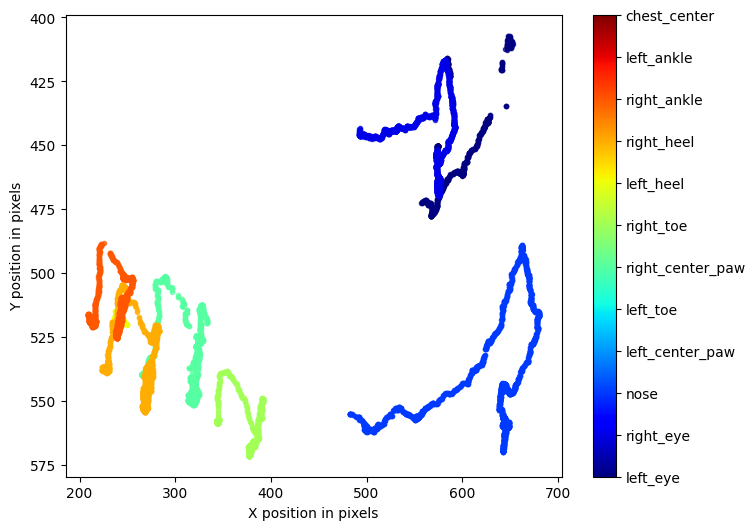 400
425
450
475
500
525
550
575
Y position in pixels
200
300
400
500
600
700
X position in pixels
chest_center
left_ankle
right_ankle
right_heel
left_heel
right_toe
right_center_paw
left_toe
left_center_paw
nose
right_eye
left_eye